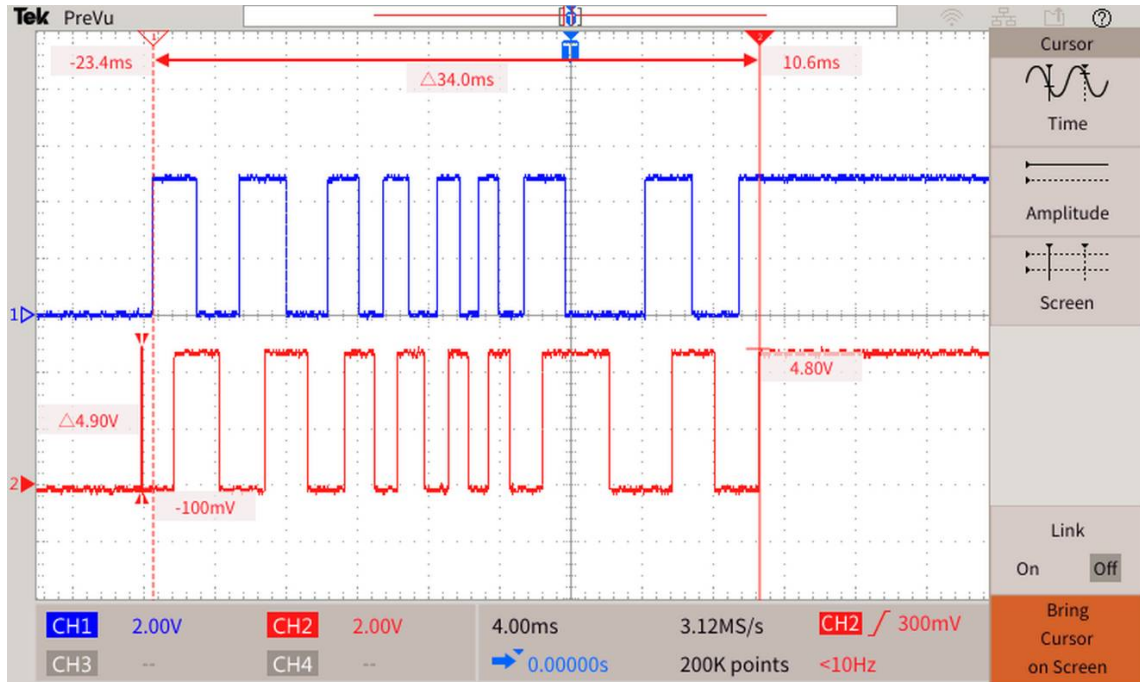 Tek PreVu
T
T
Cursor
1
2
-23.4ms
10.6ms
△34.0ms
Time
Amplitude
Screen
1
4.80V
△4.90V
2
-100mV
Link
On Off
Bring
Cursor
on Screen
CH1 2.00V CH2 2.00V 4.00ms 3.12MS/s CH2 300mV
CH3 -- CH4 -- 0.00000s 200K points <10Hz